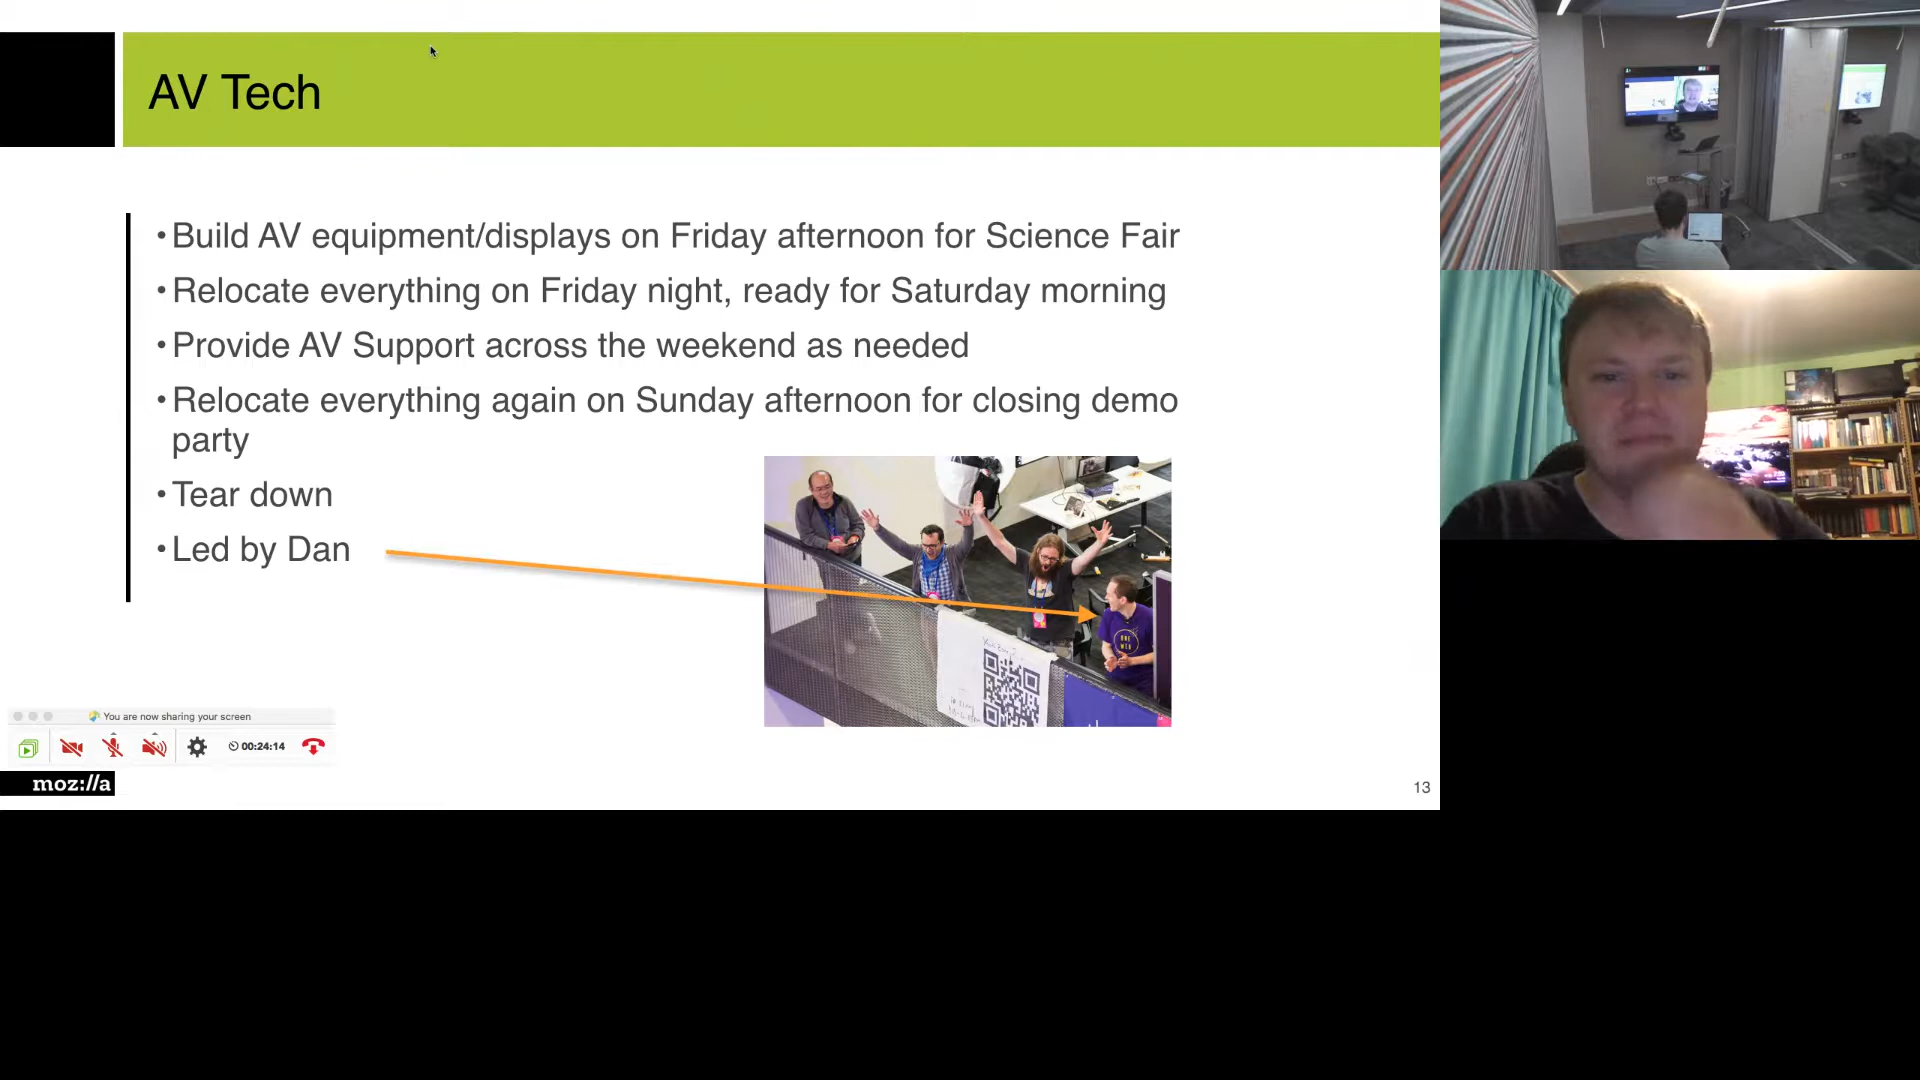 AV Tech
• Build AV equipment/displays on Friday afternoon for Science Fair
• Relocate everything on Friday night, ready for Saturday morning
• Provide AV Support across the weekend as needed
• Relocate everything again on Sunday afternoon for closing demo
party
• Tear down
• Led by Dan
ONE
WEB
You are now sharing your screen
00:24:14
moz://a
13